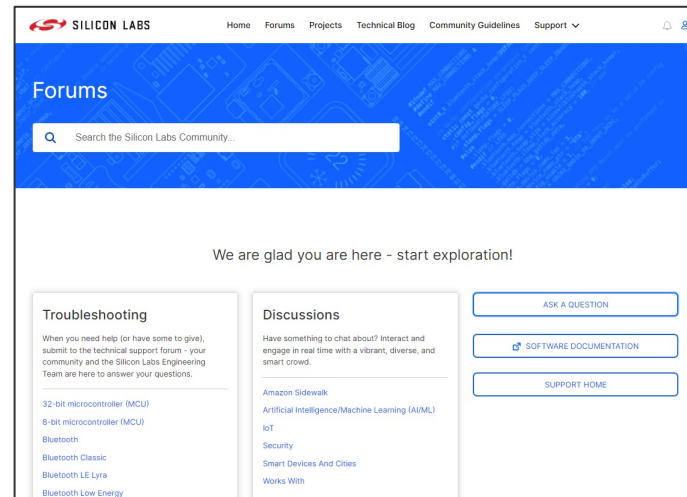 SILICON LABS
Home Forums Projects Technical Blog Community Guidelines Support
Forums
Search the Silicon Labs Community...
We are glad you are here - start exploration!
Troubleshooting
When you need help (or have some to give),
submit to the technical support forum - your
community and the Silicon Labs Engineering
Team are here to answer your questions.
32-bit microcontroller (MCU)
8-bit microcontroller (MCU)
Bluetooth
Bluetooth Classic
Bluetooth LE Lyra
Bluetooth Low Energy
Discussions
Have something to chat about? Interact and
engage in real time with a vibrant, diverse, and
smart crowd.
Amazon Sidewalk
Artificial Intelligence/Machine Learning (AI/ML)
IoT
Security
Smart Devices And Cities
Works With
ASK A QUESTION
SOFTWARE DOCUMENTATION
SUPPORT HOME